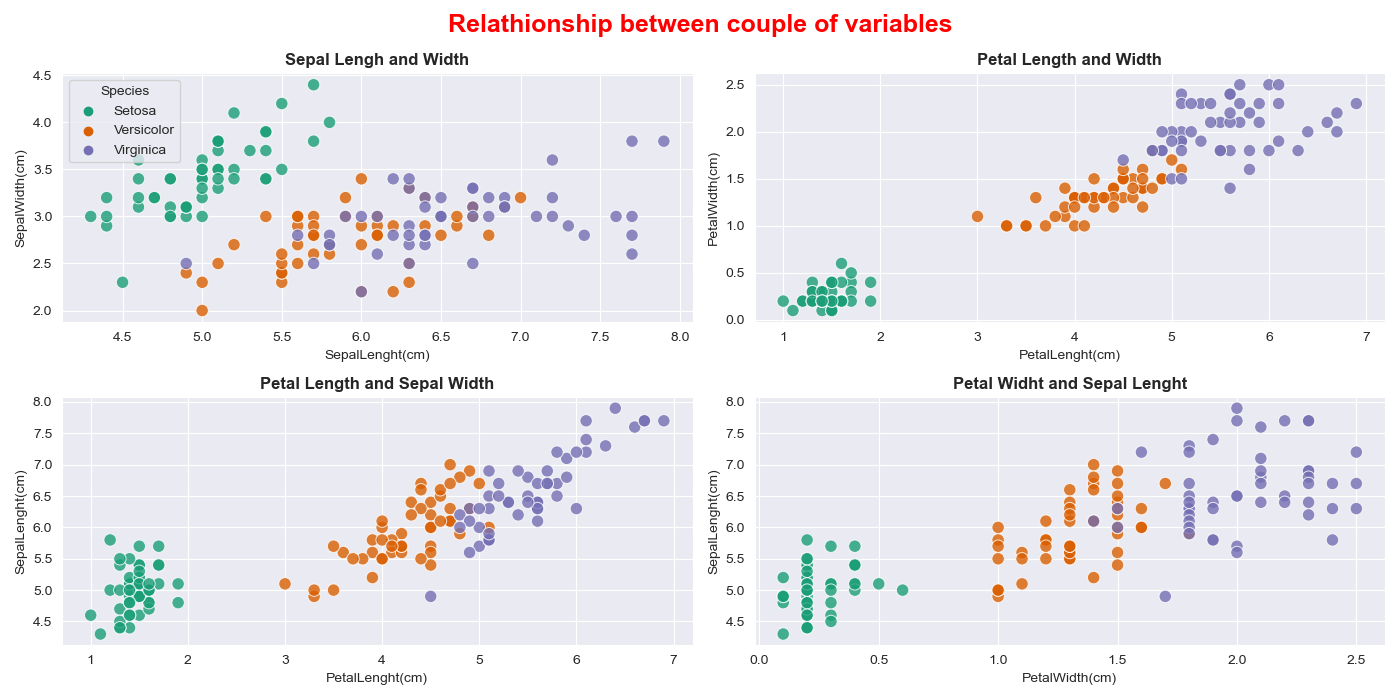 Relathionship between couple of variables
Sepal Lengh and Width
SepalWidth(cm)
4.5
4.0
3.5
3.0
2.5
2.0
Species
Setosa
Versicolor
Virginica
4.5 5.0 5.5 6.0 6.5 7.0 7.5 8.0
SepalLenght(cm)
Petal Length and Width
PetalWidth(cm)
2.5
2.0
1.5
1.0
0.5
0.0
1 2 3 4 5 6 7
PetalLenght(cm)
Petal Length and Sepal Width
SepalLenght(cm)
8.0
7.5
7.0
6.5
6.0
5.5
5.0
4.5
1 2 3 4 5 6 7
PetalLenght(cm)
Petal Widht and Sepal Lenght
SepalLenght(cm)
8.0
7.5
7.0
6.5
6.0
5.5
5.0
4.5
0.0 0.5 1.0 1.5 2.0 2.5
PetalWidth(cm)